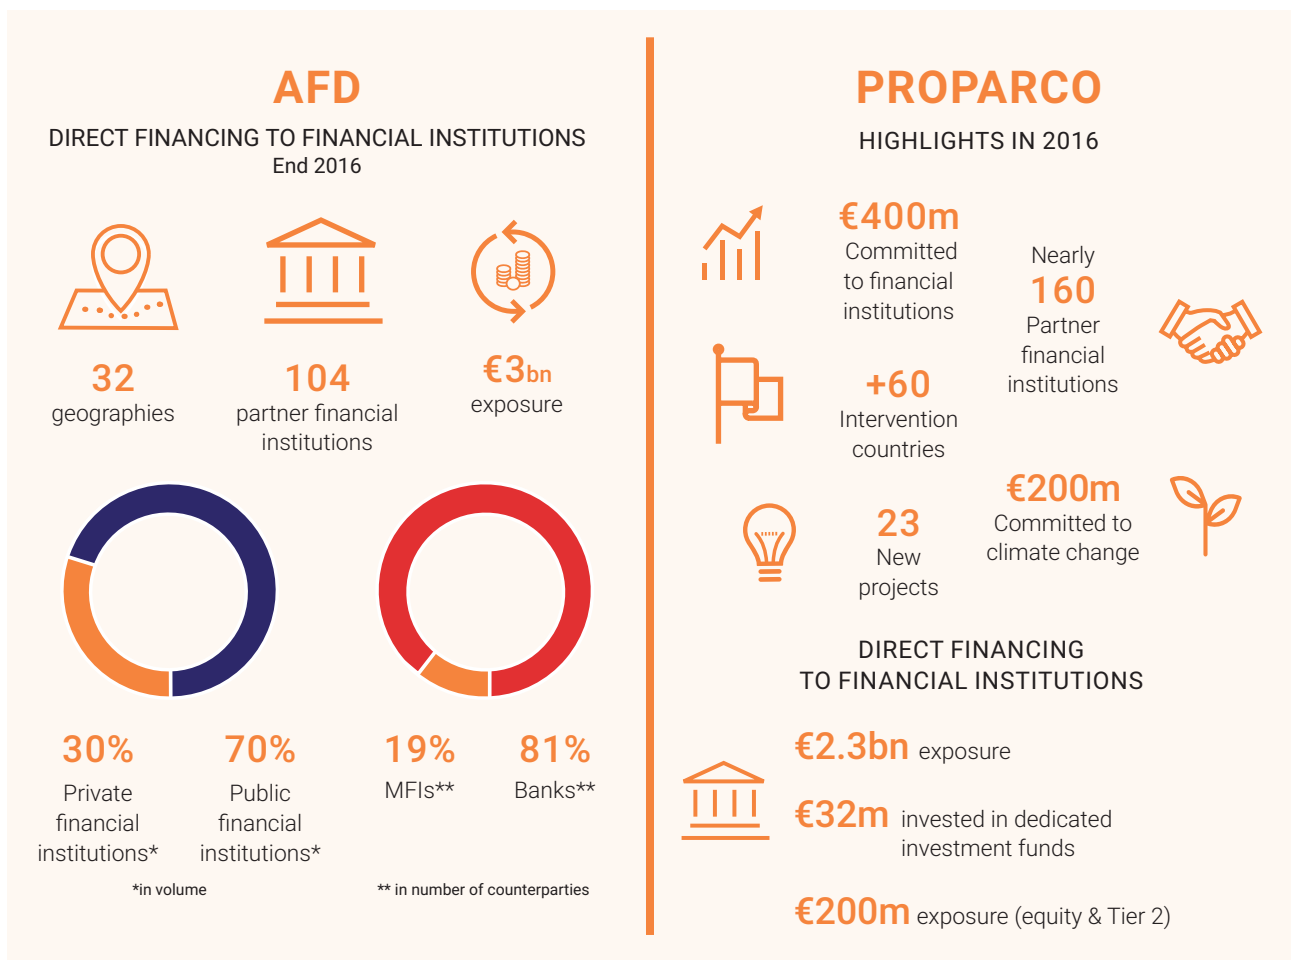 AFD
DIRECT FINANCING TO FINANCIAL INSTITUTIONS
End 2016
32
geographies
104
partner financial
institutions
€3bn
exposure
30%
Private
financial
institutions*
70%
Public
financial
institutions*
*in volume
19%
MFIs**
81%
Banks**
** in number of counterparties
PROPARCO
HIGHLIGHTS IN 2016
€400m
Committed
to financial
institutions
Nearly
160
Partner
financial
institutions
+60
Intervention
countries
€200m
Committed to
climate change
23
New
projects
DIRECT FINANCING
TO FINANCIAL INSTITUTIONS
€2.3bn exposure
€32m invested in dedicated
investment funds
€200m exposure (equity & Tier 2)